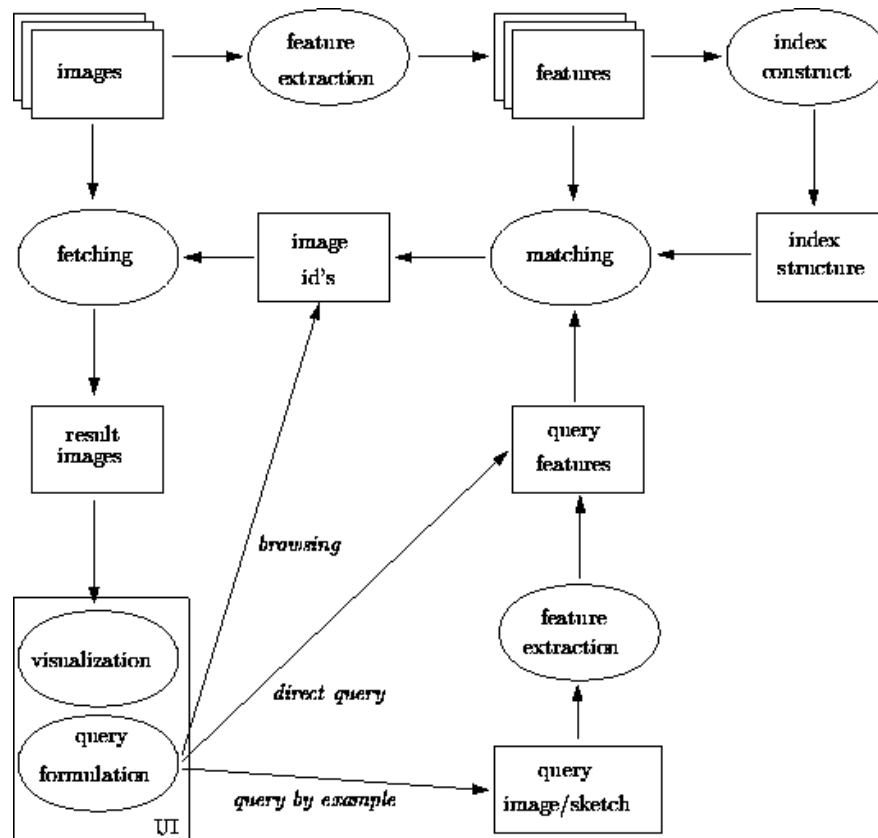 images
feature
extraction
features
index
construct
fetching
image
id's
matching
index
structure
result
images
query
features
browsing
feature
extraction
visualization
direct query
query
formulation
query by example
query
image/sketch
UI